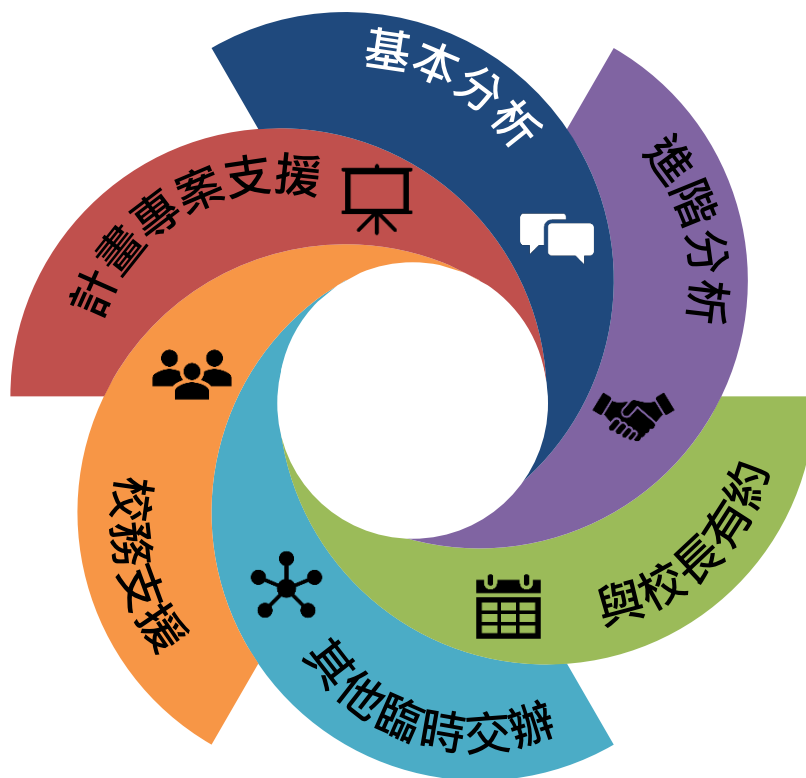 基本分析
進階分析
與校長有約
其他臨時交辦
校務支援
計畫專案支援